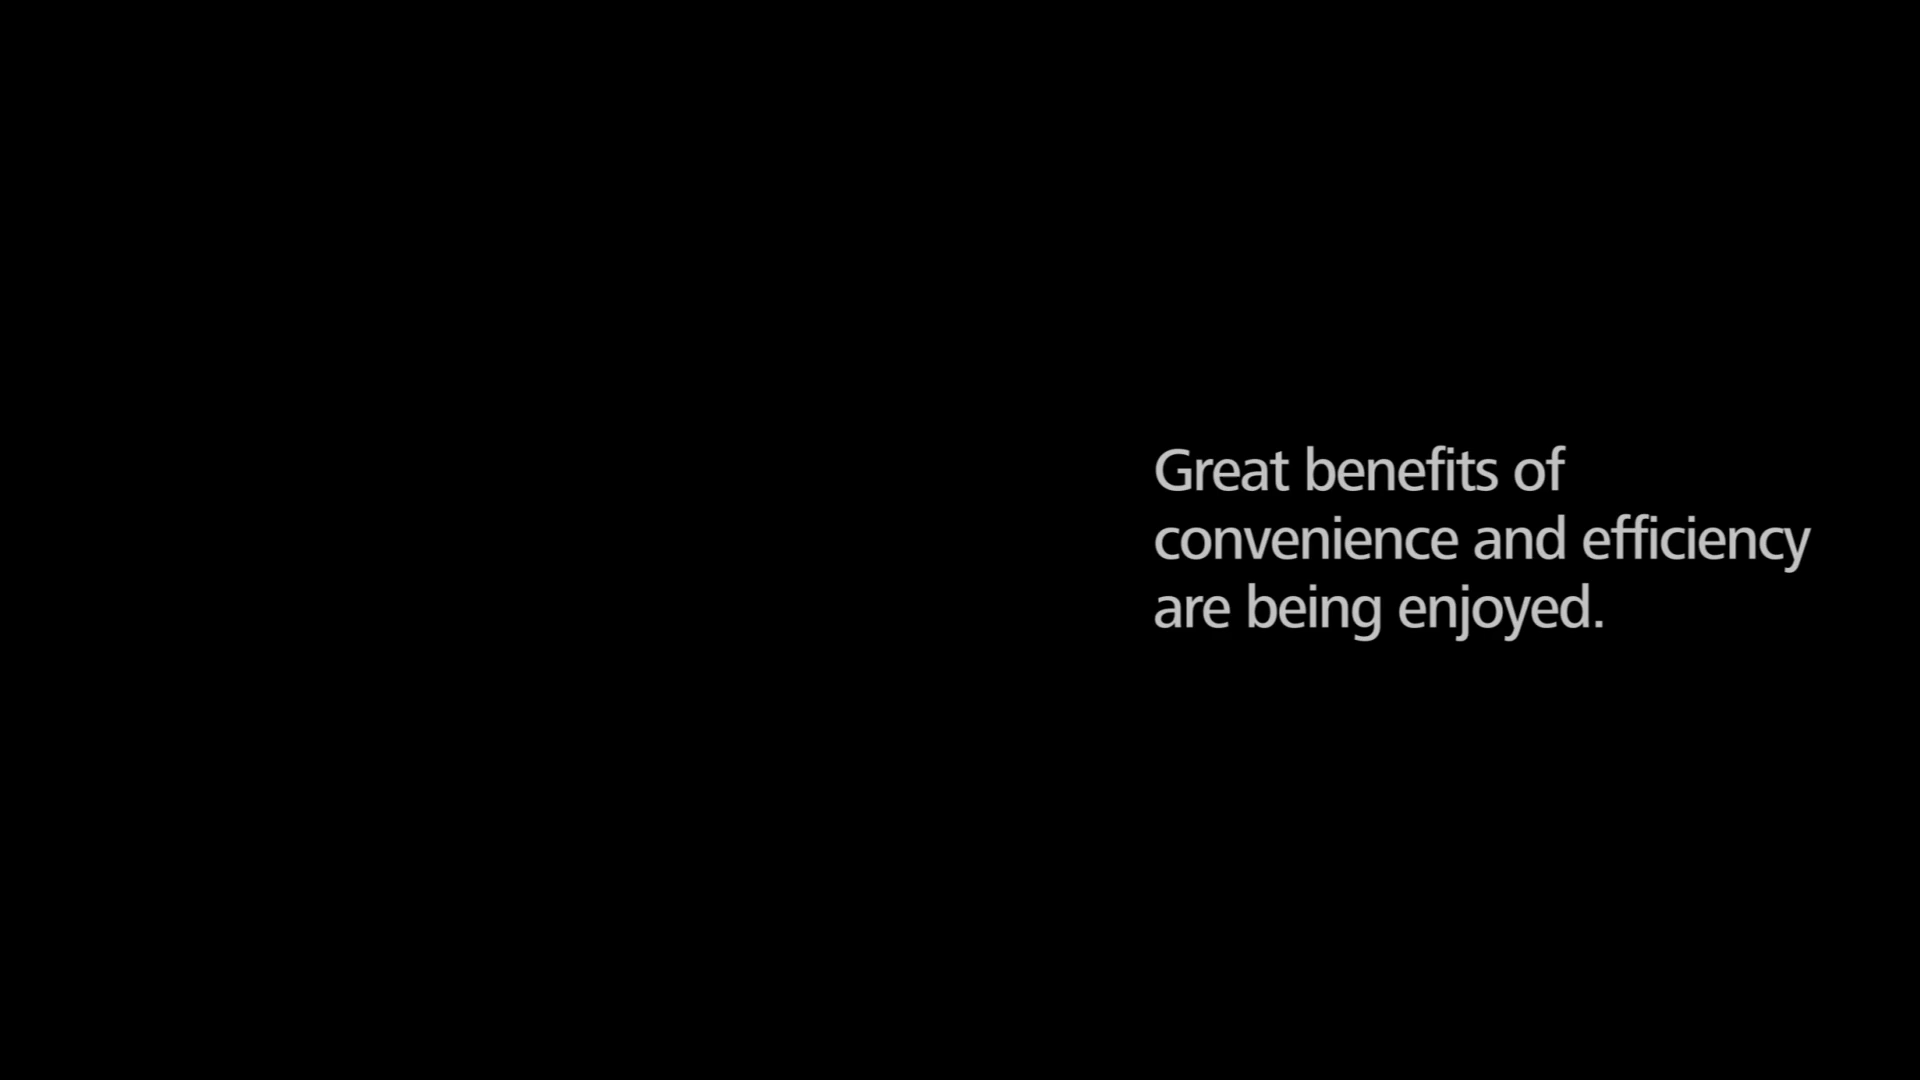 Great benefits of
convenience and efficiency
are being enjoyed.